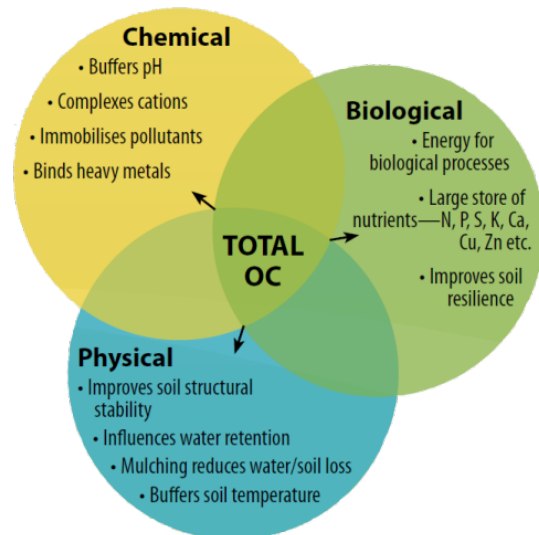 Chemical
• Buffers pH
• Complexes cations
• Immobilises pollutants
• Binds heavy metals
Biological
• Energy for
biological processes
• Large store of
nutrients—N, P, S, K, Ca,
Cu, Zn etc.
• Improves soil
resilience
TOTAL
OC
Physical
• Improves soil structural
stability
• Influences water retention
• Mulching reduces water/soil loss
• Buffers soil temperature